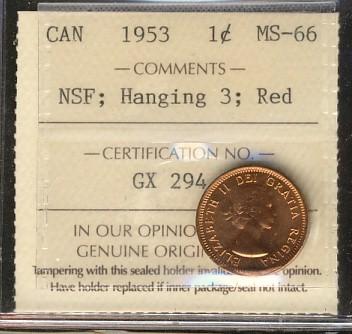 CAN 1953 1¢ MS-66
— COMMENTS —
NSF; Hanging 3; Red
— CERTIFICATION NO. —
GX 294
ELIZABETH II DEI GRATIA REGINA
IN OUR OPINIO
GENUINE ORIGI
Tampering with this sealed holder invalid opinion.
Have holder replaced if inner package/seal not intact.